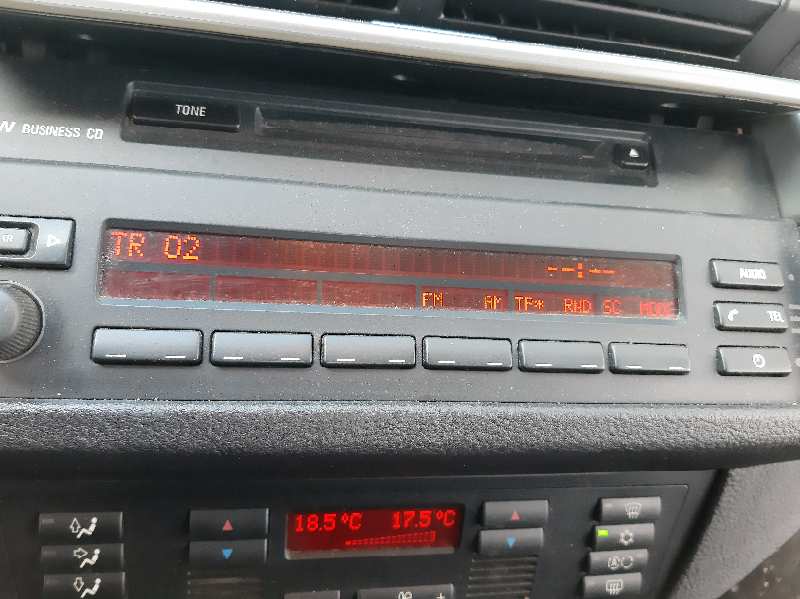 TONE
BUSINESS CD
TR 02 --:--
FM AM TP* RND SC MODE
AUDIO
TEL
18.5°C 17.5°C